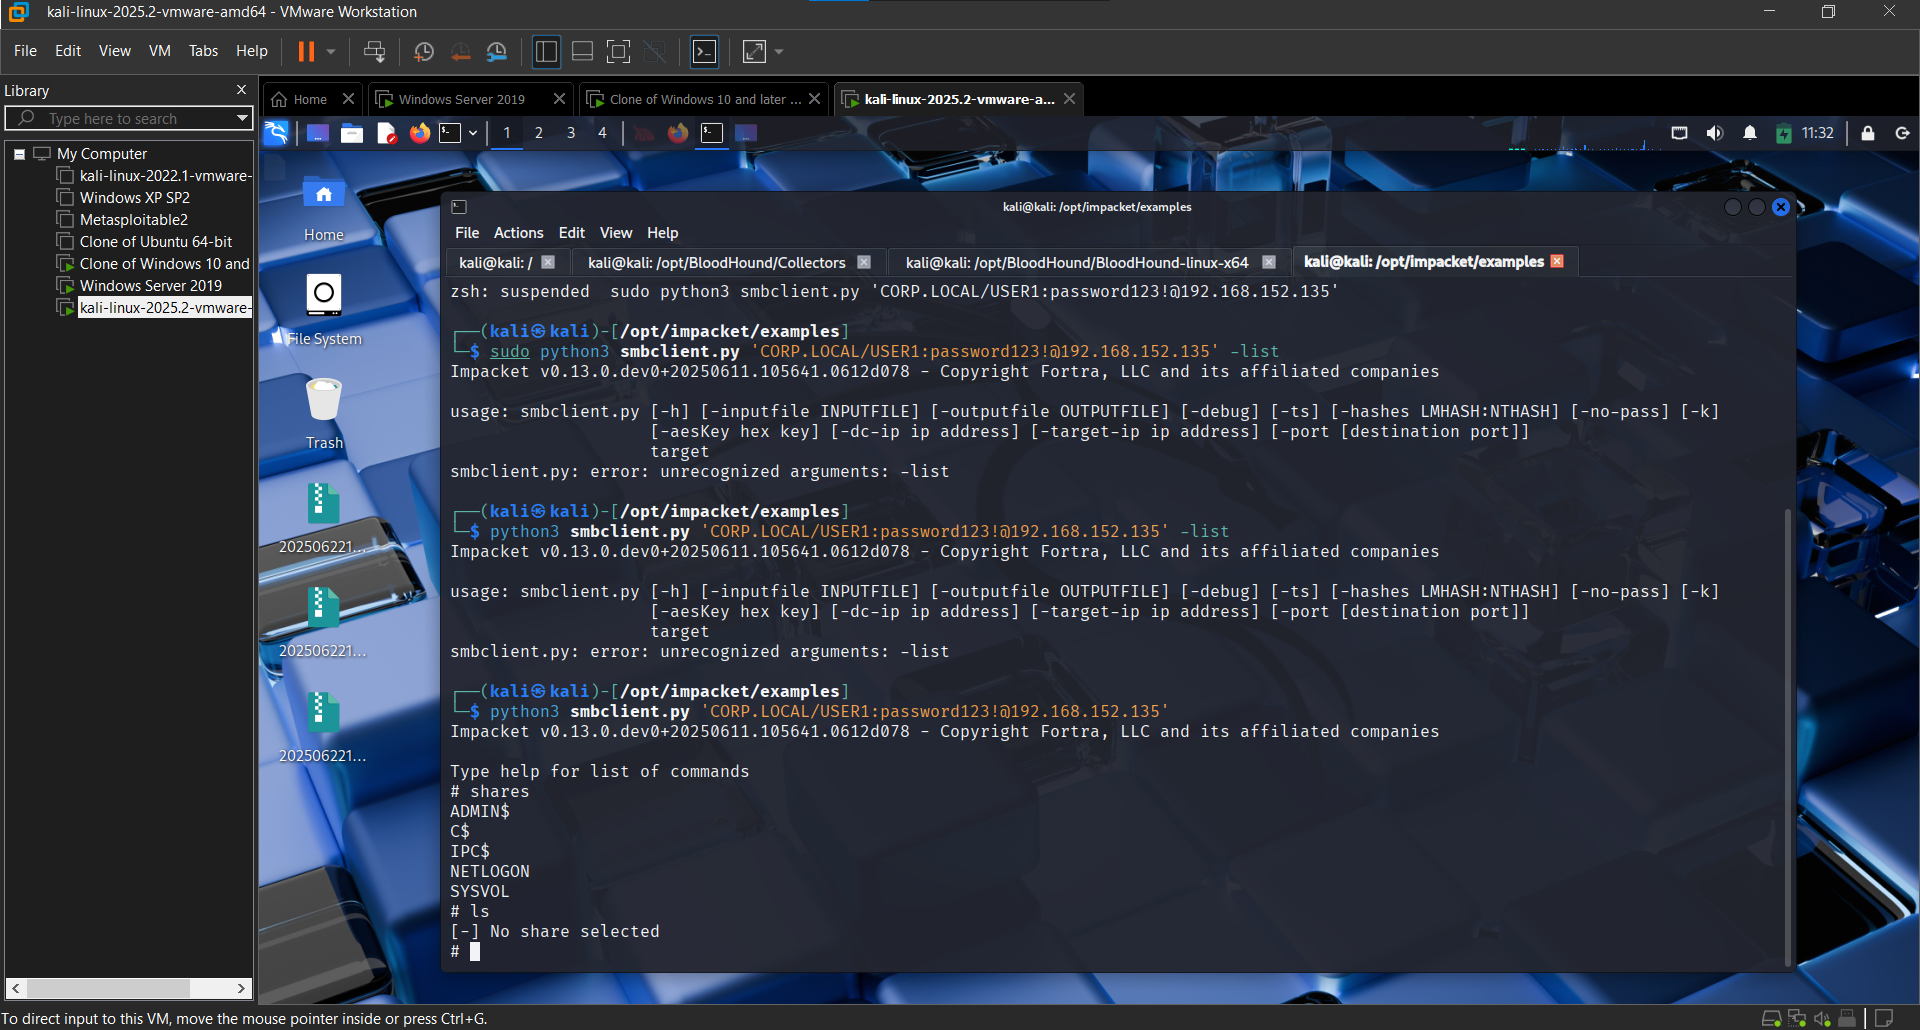 kali-linux-2025.2-vmware-amd64 - VMware Workstation
File Edit View VM Tabs Help
Library
Type here to search
My Computer
kali-linux-2022.1-vmware-
Windows XP SP2
Metasploitable2
Clone of Ubuntu 64-bit
Clone of Windows 10 and
Windows Server 2019
kali-linux-2025.2-vmware-
Home
Windows Server 2019
Clone of Windows 10 and later ...
kali-linux-2025.2-vmware-a...
1 2 3 4
11:32
Home
File System
Trash
202506221...
202506221...
202506221...
kali@kali: /opt/impacket/examples
File Actions Edit View Help
kali@kali: /
kali@kali: /opt/BloodHound/Collectors
kali@kali: /opt/BloodHound/BloodHound-linux-x64
kali@kali: /opt/impacket/examples
zsh: suspended  sudo python3 smbclient.py 'CORP.LOCAL/USER1:password123!@192.168.152.135'
┌──(kali㉿kali)-[/opt/impacket/examples]
└─$ sudo python3 smbclient.py 'CORP.LOCAL/USER1:password123!@192.168.152.135' -list
Impacket v0.13.0.dev0+20250611.105641.0612d078 - Copyright Fortra, LLC and its affiliated companies
usage: smbclient.py [-h] [-inputfile INPUTFILE] [-outputfile OUTPUTFILE] [-debug] [-ts] [-hashes LMHASH:NTHASH] [-no-pass] [-k]
[-aesKey hex key] [-dc-ip ip address] [-target-ip ip address] [-port [destination port]]
target
smbclient.py: error: unrecognized arguments: -list
┌──(kali㉿kali)-[/opt/impacket/examples]
└─$ python3 smbclient.py 'CORP.LOCAL/USER1:password123!@192.168.152.135' -list
Impacket v0.13.0.dev0+20250611.105641.0612d078 - Copyright Fortra, LLC and its affiliated companies
usage: smbclient.py [-h] [-inputfile INPUTFILE] [-outputfile OUTPUTFILE] [-debug] [-ts] [-hashes LMHASH:NTHASH] [-no-pass] [-k]
[-aesKey hex key] [-dc-ip ip address] [-target-ip ip address] [-port [destination port]]
target
smbclient.py: error: unrecognized arguments: -list
┌──(kali㉿kali)-[/opt/impacket/examples]
└─$ python3 smbclient.py 'CORP.LOCAL/USER1:password123!@192.168.152.135'
Impacket v0.13.0.dev0+20250611.105641.0612d078 - Copyright Fortra, LLC and its affiliated companies
Type help for list of commands
# shares
ADMIN$
C$
IPC$
NETLOGON
SYSVOL
# ls
[-] No share selected
#
To direct input to this VM, move the mouse pointer inside or press Ctrl+G.